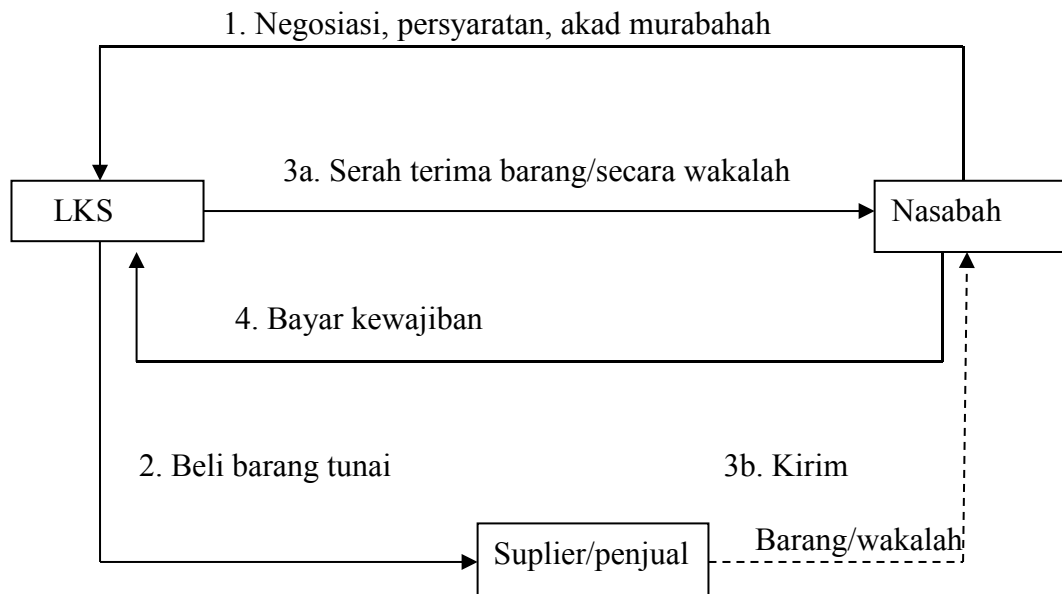 1. Negosiasi, persyaratan, akad murabahah
3a. Serah terima barang/secara wakalah
LKS
Nasabah
4. Bayar kewajiban
2. Beli barang tunai
3b. Kirim
Suplier/penjual
Barang/wakalah